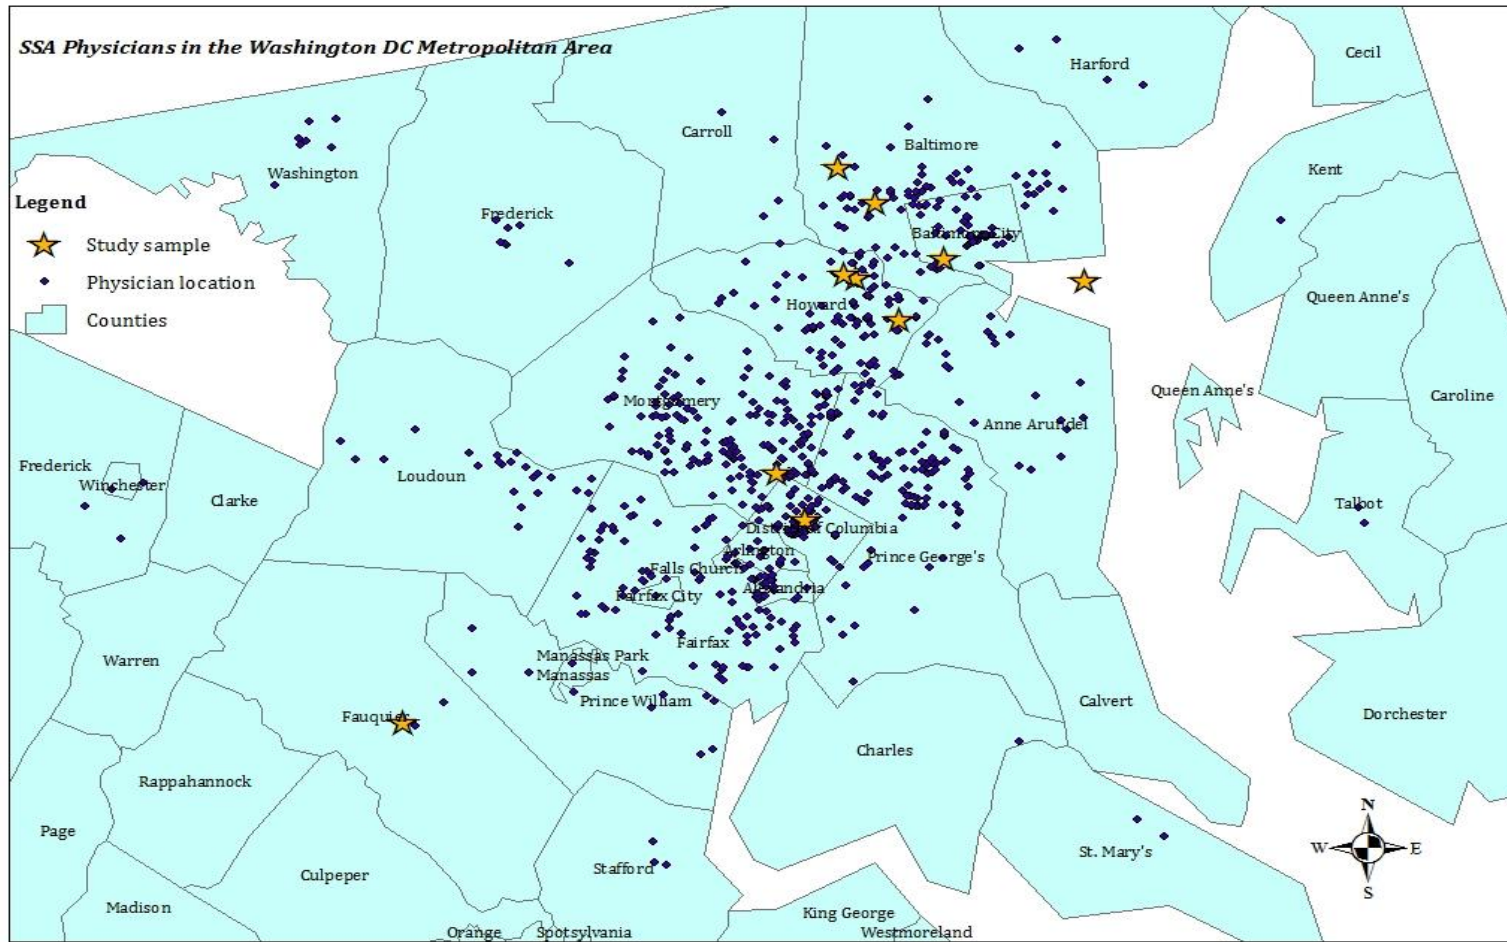 SSA Physicians in the Washington DC Metropolitan Area
Cecil
Harford
Carroll
Baltimore
Washington
Kent
Legend
Frederick
Study sample
Baltimore City
Physician location
Queen Anne's
Howard
Counties
Queen Anne's
Caroline
Montgomery
Anne Arundel
Frederick
Winchester
Loudoun
Clarke
Talbot
District of Columbia
Arlington
Prince George's
Falls Church
Alexandria
Fairfax City
Fairfax
Manassas Park
Warren
Manassas
Prince William
Calvert
Fauquier
Dorchester
Charles
Rappahannock
N
Page
W E
St. Mary's
Stafford
Culpeper
S
Madison
King George
Orange
Spotsylvania
Westmoreland